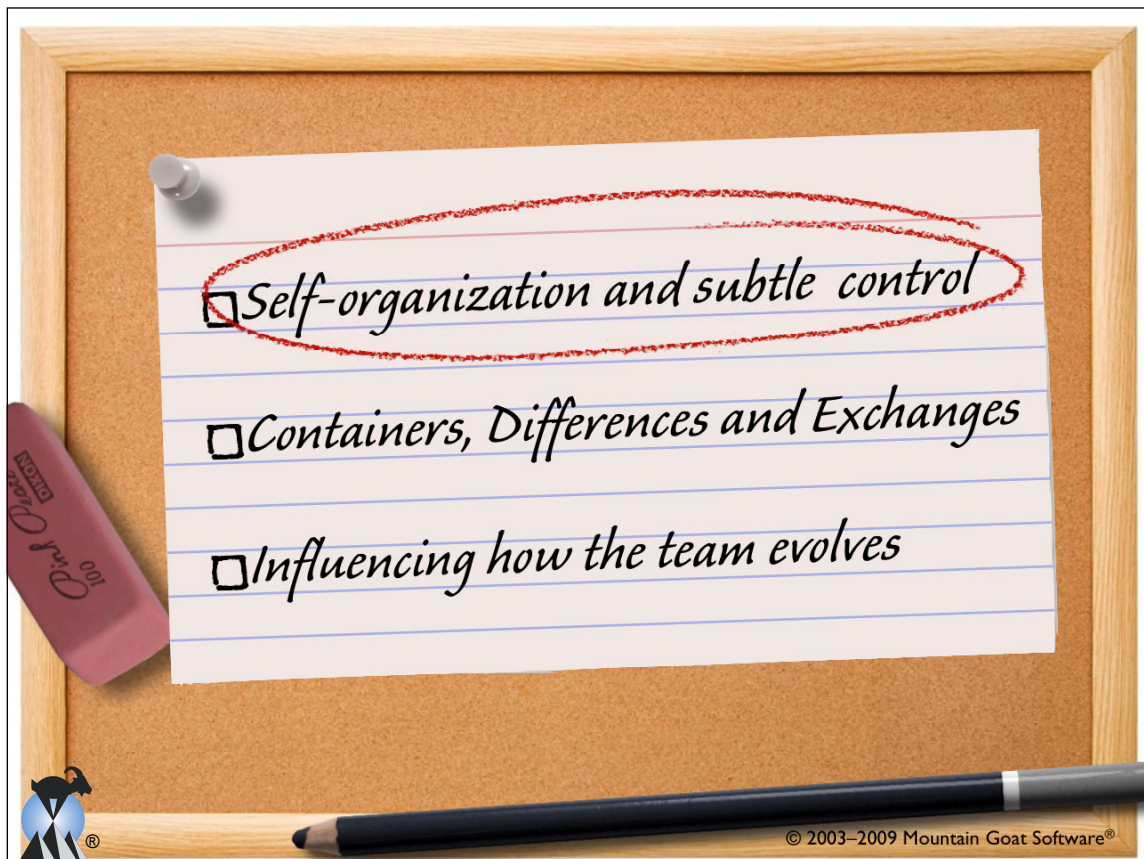 Self-organization and subtle control
Containers, Differences and Exchanges
Influencing how the team evolves
Pink Pearl
100
DIXON
®
© 2003–2009 Mountain Goat Software®